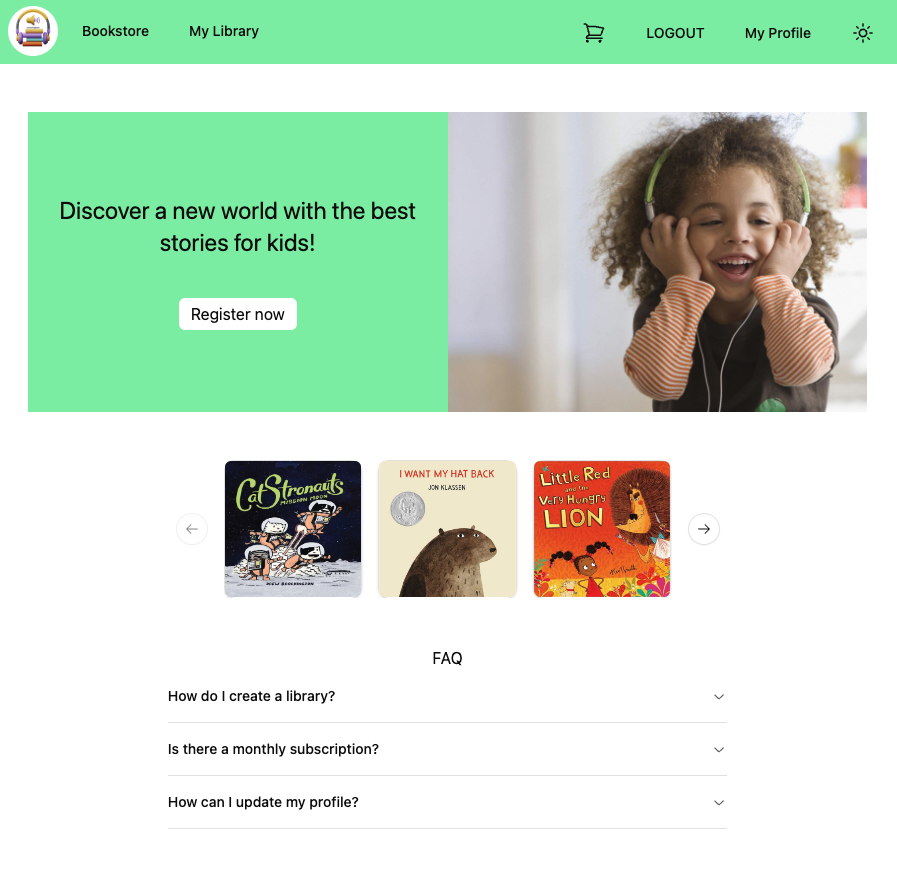 Bookstore
My Library
LOGOUT
My Profile
Discover a new world with the best
stories for kids!
Register now
CatStronauts
MISSION MOON
DREW BROCKINGTON
I WANT MY HAT BACK
JON KLASSEN
Little Red
and the
Very Hungry
LION
Alex T. Smith
FAQ
How do I create a library?
Is there a monthly subscription?
How can I update my profile?